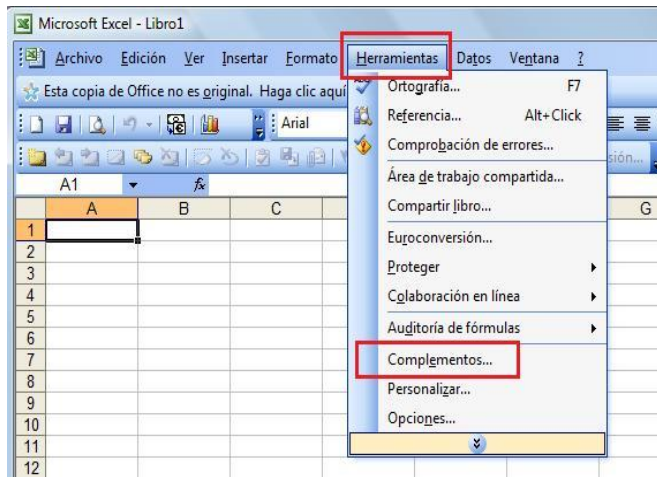 Microsoft Excel - Libro1
Archivo Edición Ver Insertar Formato Herramientas Datos Ventana ?
Esta copia de Office no es original. Haga clic aquí
Arial
A1 fx
A B C G
1
2
3
4
5
6
7
8
9
10
11
12
Ortografía... F7
Referencia... Alt+Click
Comprobación de errores...
Área de trabajo compartida...
Compartir libro...
Euroconversión...
Proteger
Colaboración en línea
Auditoría de fórmulas
Complementos...
Personalizar...
Opciones...